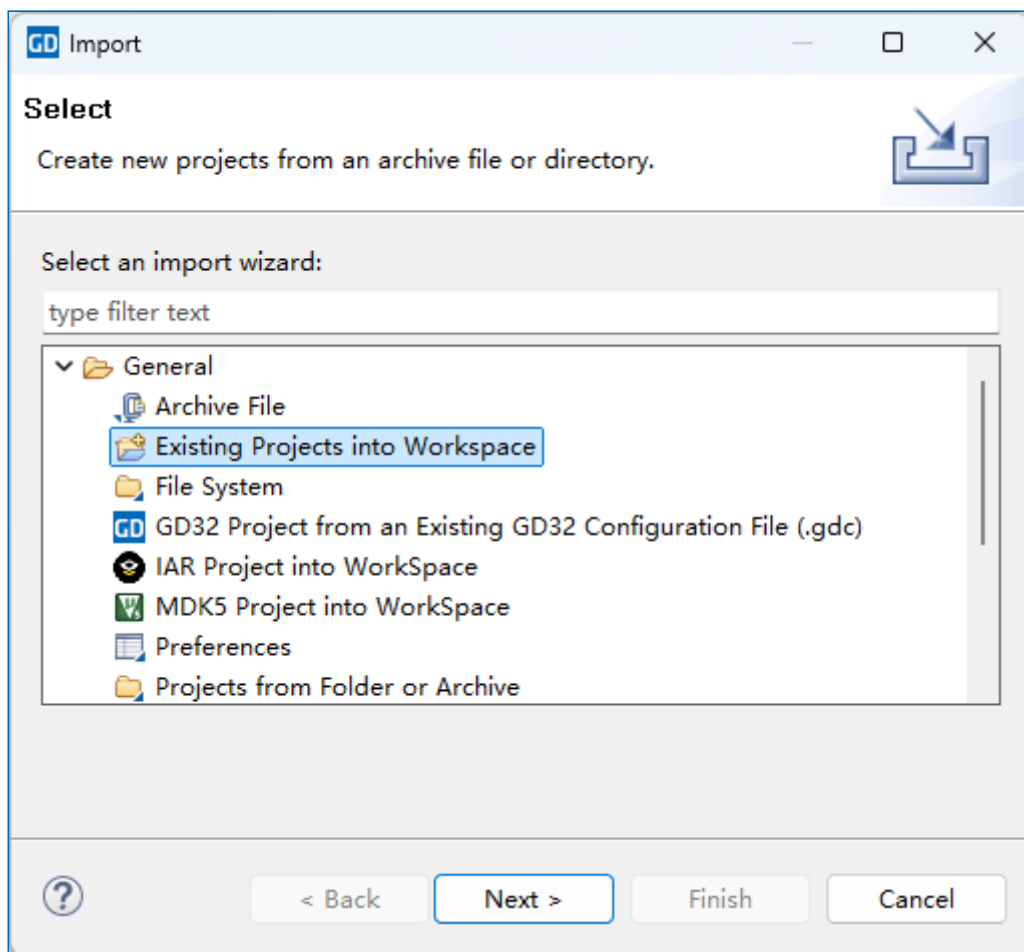 GD Import
Select
Create new projects from an archive file or directory.
Select an import wizard:
type filter text
General
Archive File
Existing Projects into Workspace
File System
GD GD32 Project from an Existing GD32 Configuration File (.gdc)
IAR Project into WorkSpace
MDK5 Project into WorkSpace
Preferences
Projects from Folder or Archive
? < Back Next > Finish Cancel